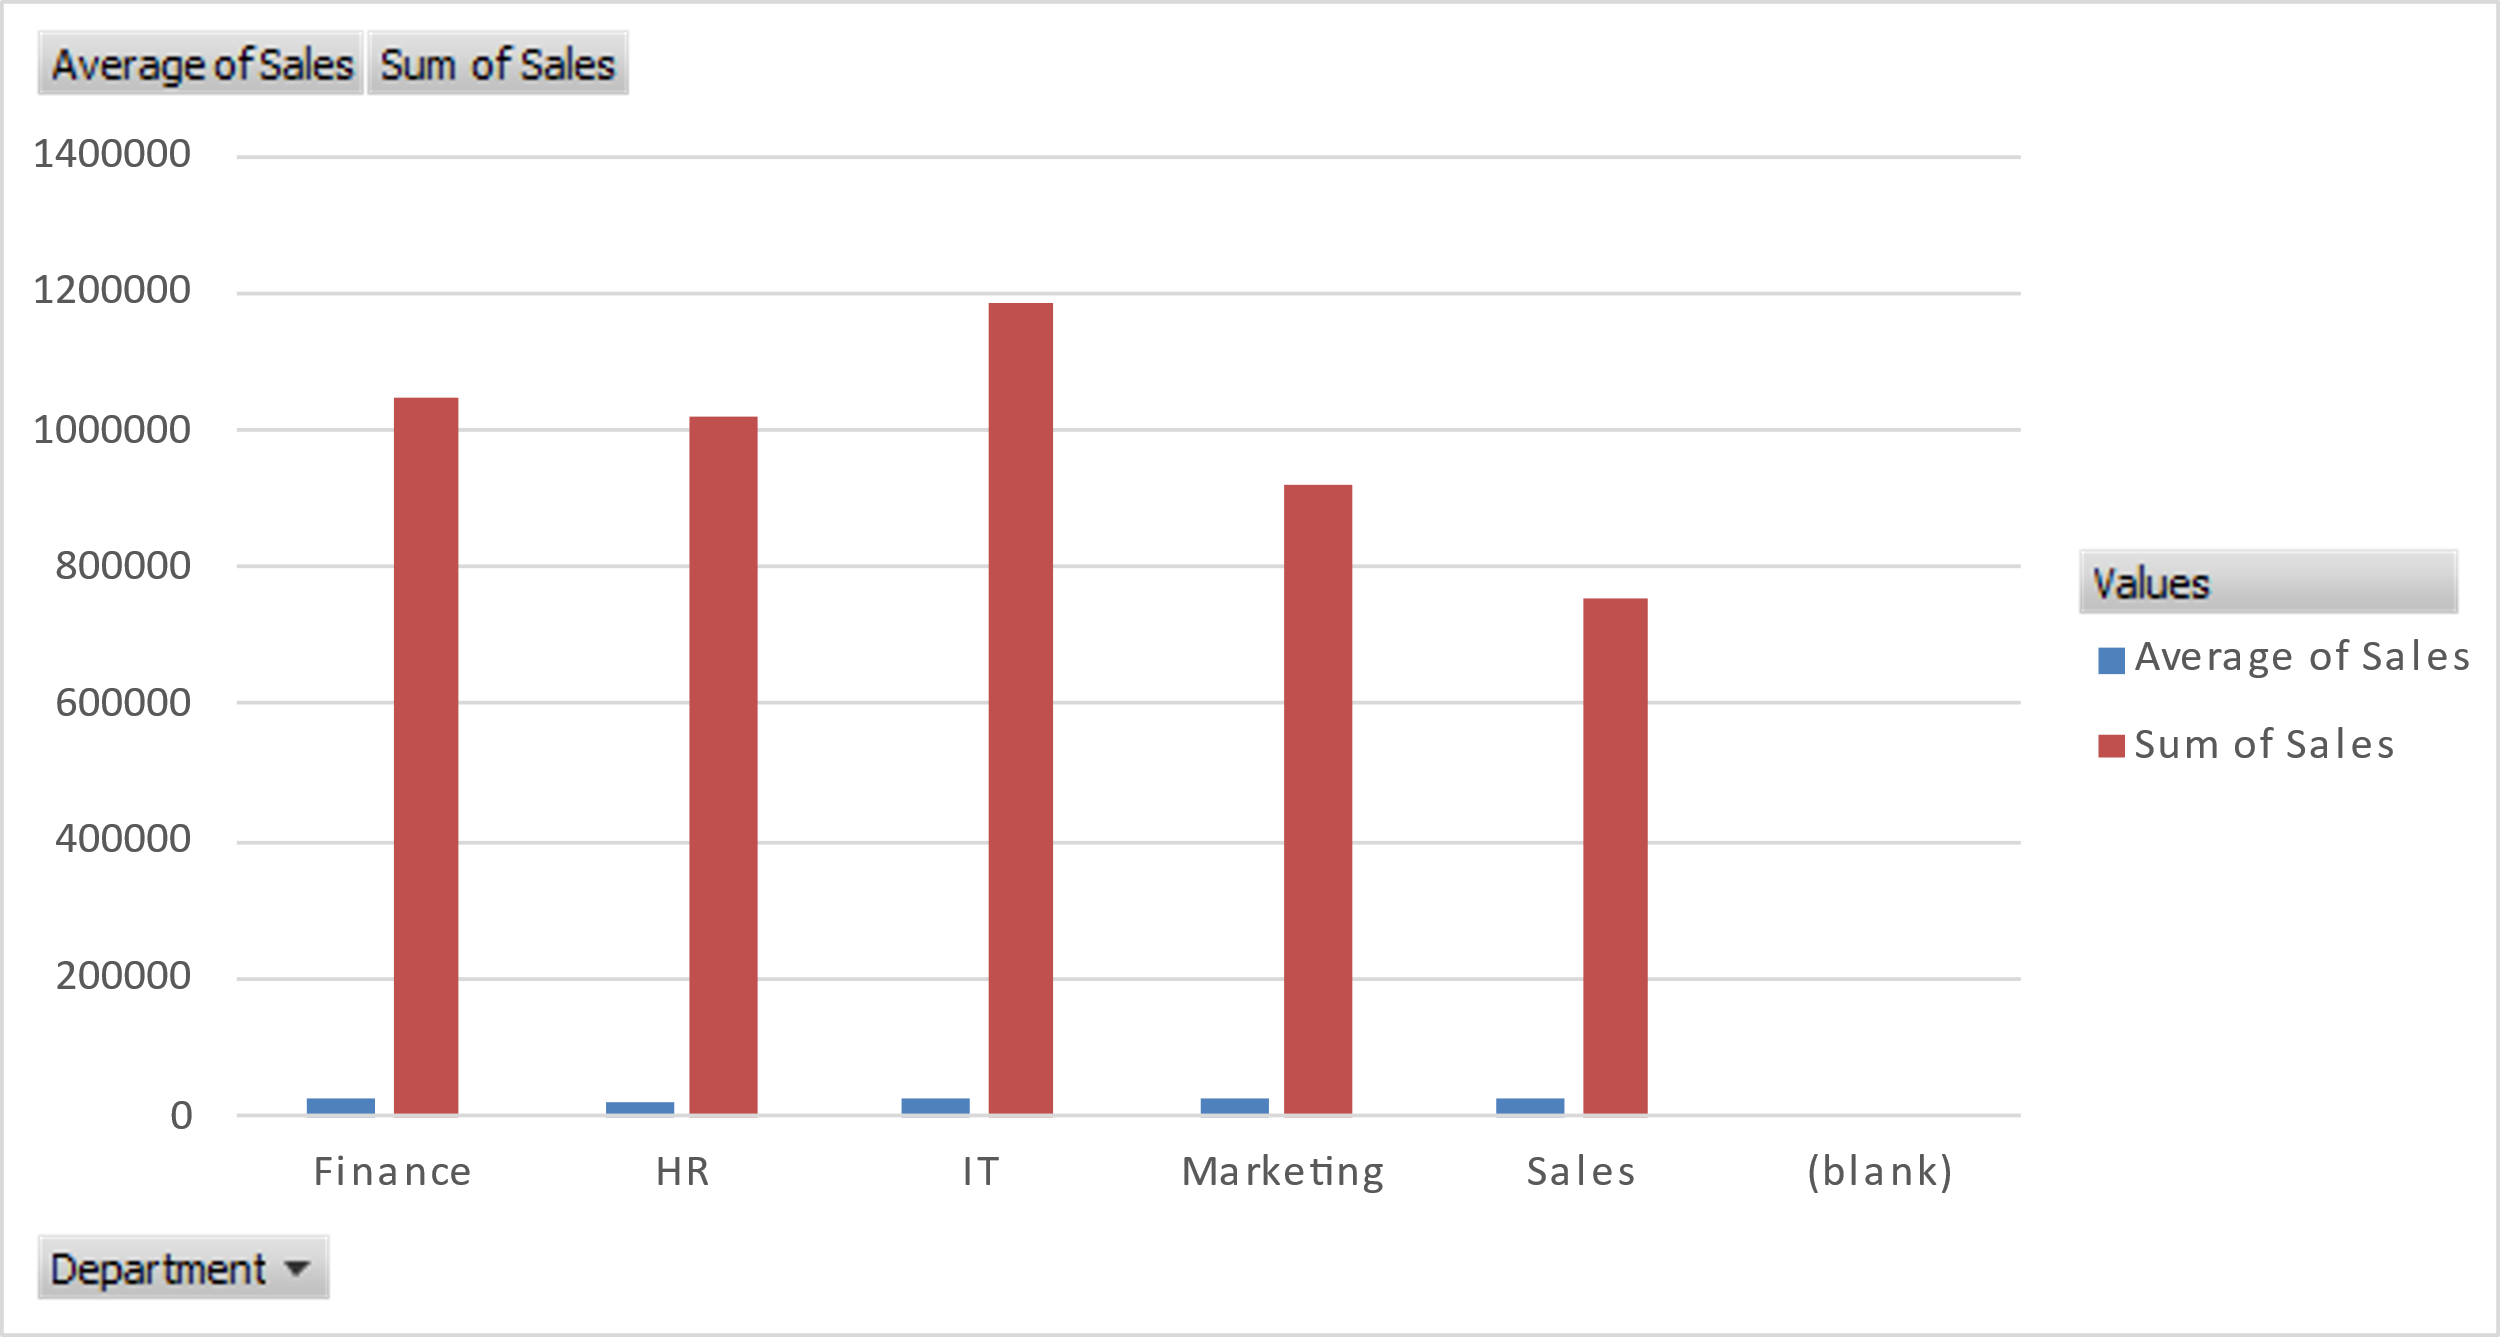 Average of Sales Sum of Sales
1400000
1200000
1000000
800000
600000
400000
200000
0
Finance HR IT Marketing Sales (blank)
Values
Average of Sales
Sum of Sales
Department